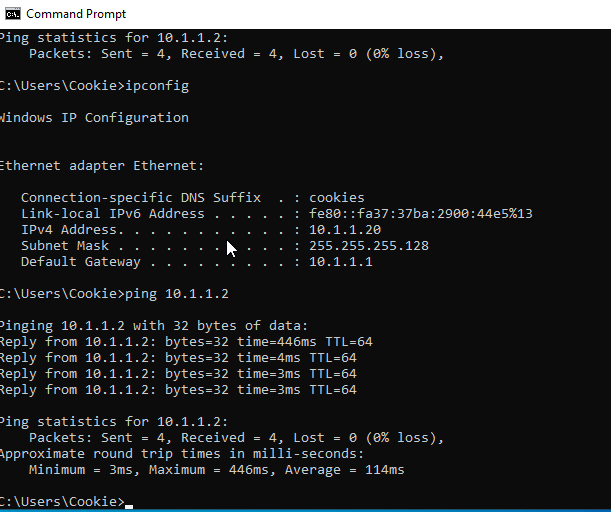 Command Prompt
Ping statistics for 10.1.1.2:
    Packets: Sent = 4, Received = 4, Lost = 0 (0% loss),
C:\Users\Cookie>ipconfig
Windows IP Configuration
Ethernet adapter Ethernet:
   Connection-specific DNS Suffix  . : cookies
   Link-local IPv6 Address . . . . . : fe80::fa37:37ba:2900:44e5%13
   IPv4 Address. . . . . . . . . . . : 10.1.1.20
   Subnet Mask . . . . . . . . . . . : 255.255.255.128
   Default Gateway . . . . . . . . . : 10.1.1.1
C:\Users\Cookie>ping 10.1.1.2
Pinging 10.1.1.2 with 32 bytes of data:
Reply from 10.1.1.2: bytes=32 time=446ms TTL=64
Reply from 10.1.1.2: bytes=32 time=4ms TTL=64
Reply from 10.1.1.2: bytes=32 time=3ms TTL=64
Reply from 10.1.1.2: bytes=32 time=3ms TTL=64
Ping statistics for 10.1.1.2:
    Packets: Sent = 4, Received = 4, Lost = 0 (0% loss),
Approximate round trip times in milli-seconds:
    Minimum = 3ms, Maximum = 446ms, Average = 114ms
C:\Users\Cookie>